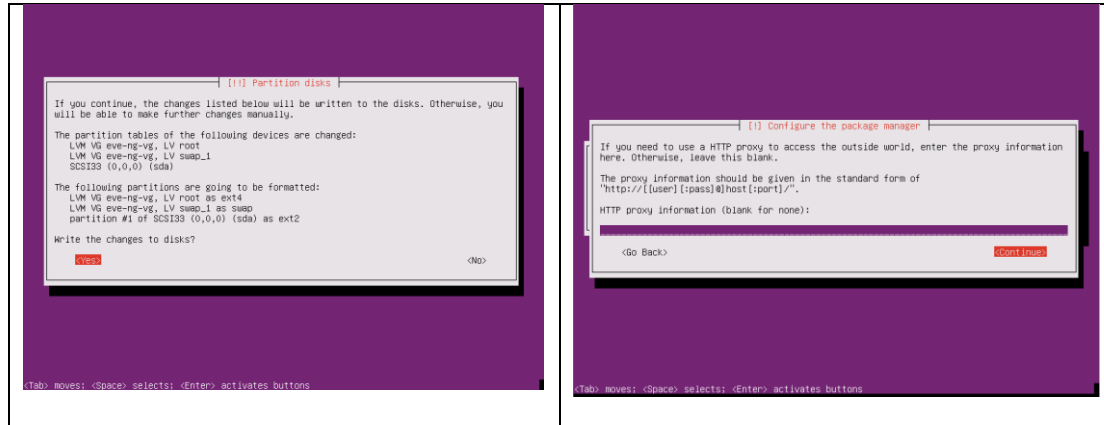 [!!] Partition disks
If you continue, the changes listed below will be written to the disks. Otherwise, you
will be able to make further changes manually.
The partition tables of the following devices are changed:
LVM VG eve-ng-vg, LV root
LVM VG eve-ng-vg, LV swap_1
SCSI33 (0,0,0) (sda)
The following partitions are going to be formatted:
LVM VG eve-ng-vg, LV root as ext4
LVM VG eve-ng-vg, LV swap_1 as swap
partition #1 of SCSI33 (0,0,0) (sda) as ext2
Write the changes to disks?
<Yes> <No>
<Tab> moves; <Space> selects; <Enter> activates buttons
[!] Configure the package manager
If you need to use a HTTP proxy to access the outside world, enter the proxy information
here. Otherwise, leave this blank.
The proxy information should be given in the standard form of
"http://[[user][:pass]@]host[:port]/".
HTTP proxy information (blank for none):
<Go Back> <Continue>
<Tab> moves; <Space> selects; <Enter> activates buttons